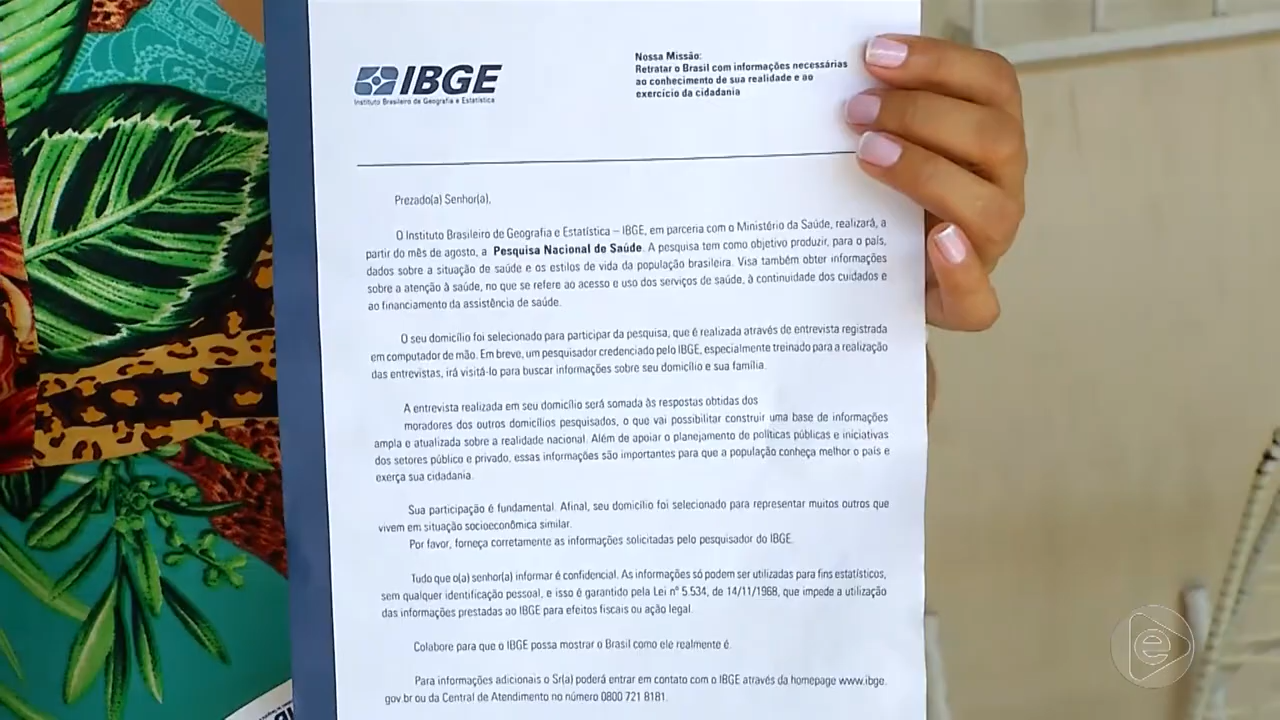 IBGE
Instituto Brasileiro de Geografia e Estatística
Nossa Missão:
Retratar o Brasil com informações necessárias
ao conhecimento de sua realidade e ao
exercício da cidadania
Prezado(a) Senhor(a),
O Instituto Brasileiro de Geografia e Estatística – IBGE, em parceria com o Ministério da Saúde, realizará, a
partir do mês de agosto, a Pesquisa Nacional de Saúde. A pesquisa tem como objetivo produzir, para o país,
dados sobre a situação de saúde e os estilos de vida da população brasileira. Visa também obter informações
sobre a atenção à saúde, no que se refere ao acesso e uso dos serviços de saúde, à continuidade dos cuidados e
ao financiamento da assistência de saúde.
O seu domicílio foi selecionado para participar da pesquisa, que é realizada através de entrevista registrada
em computador de mão. Em breve, um pesquisador credenciado pelo IBGE, especialmente treinado para a realização
das entrevistas, irá visitá-lo para buscar informações sobre seu domicílio e sua família.
A entrevista realizada em seu domicílio será somada às respostas obtidas dos
moradores dos outros domicílios pesquisados, o que vai possibilitar construir uma base de informações
ampla e atualizada sobre a realidade nacional. Além de apoiar o planejamento de políticas públicas e iniciativas
dos setores público e privado, essas informações são importantes para que a população conheça melhor o país e
exerça sua cidadania.
Sua participação é fundamental. Afinal, seu domicílio foi selecionado para representar muitos outros que
vivem em situação socioeconômica similar.
Por favor, forneça corretamente as informações solicitadas pelo pesquisador do IBGE.
Tudo que o(a) senhor(a) informar é confidencial. As informações só podem ser utilizadas para fins estatísticos,
sem qualquer identificação pessoal, e isso é garantido pela Lei nº 5.534, de 14/11/1968, que impede a utilização
das informações prestadas ao IBGE para efeitos fiscais ou ação legal.
Colabore para que o IBGE possa mostrar o Brasil como ele realmente é.
Para informações adicionais o Sr(a) poderá entrar em contato com o IBGE através da homepage www.ibge.
gov.br ou da Central de Atendimento no número 0800 721 8181.
e